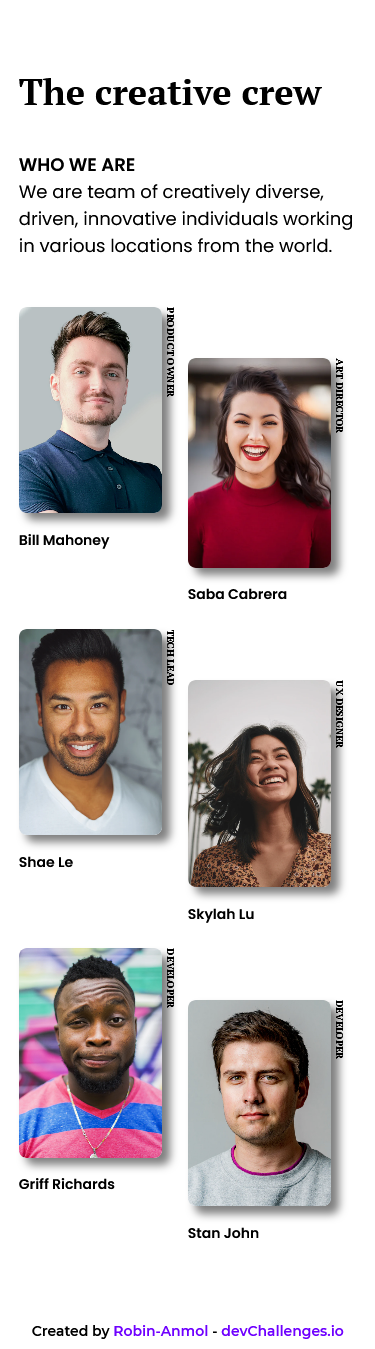 The creative crew
WHO WE ARE
We are team of creatively diverse,
driven, innovative individuals working
in various locations from the world.
PRODUCT OWNER
Bill Mahoney
ART DIRECTOR
Saba Cabrera
TECH LEAD
Shae Le
UX DESIGNER
Skylah Lu
DEVELOPER
Griff Richards
DEVELOPER
Stan John
Created by Robin-Anmol - devChallenges.io